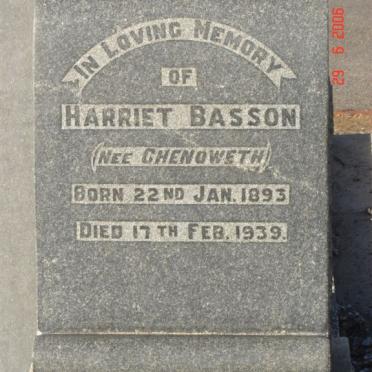 IN LOVING MEMORY
OF
HARRIET BASSON
(NEE CHENOWETH)
BORN 22ND JAN. 1893
DIED 17TH FEB. 1939.
29 6 2006